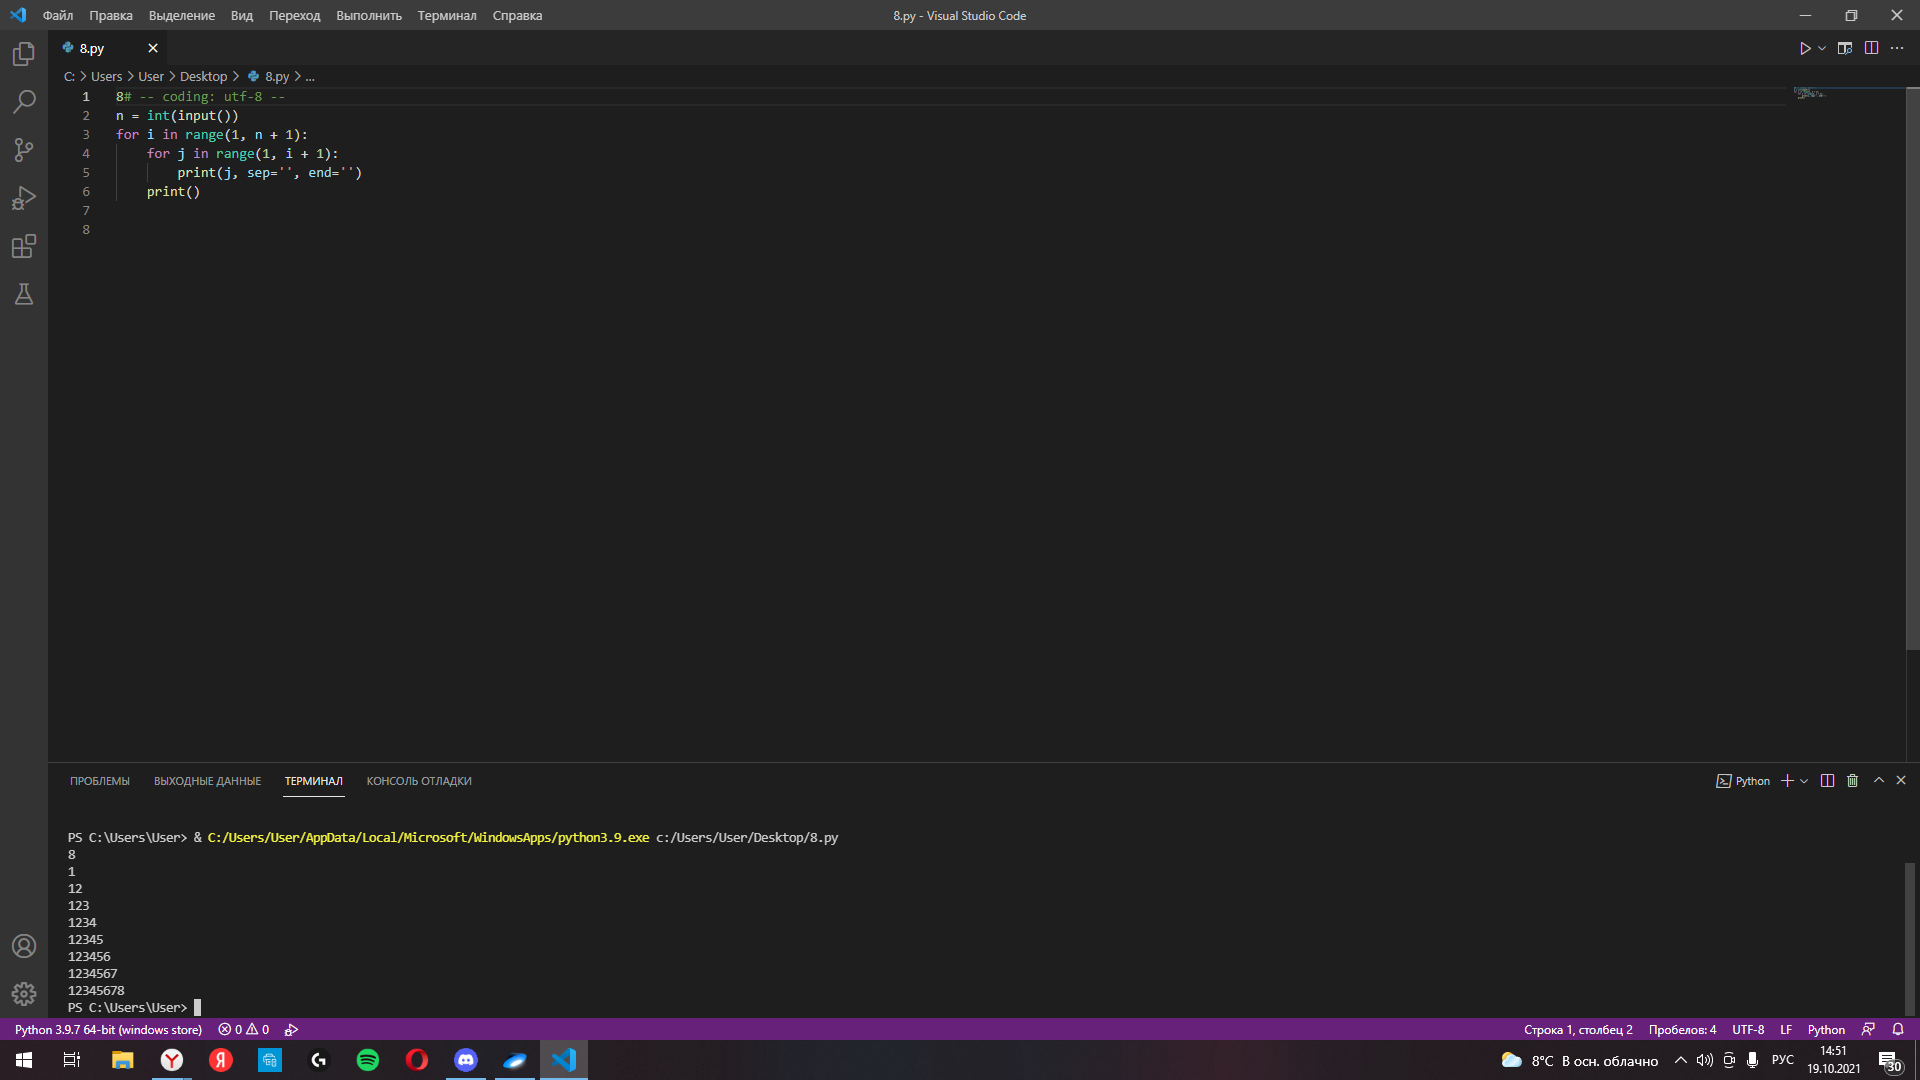 Файл Правка Выделение Вид Переход Выполнить Терминал Справка 8.py - Visual Studio Code
8.py
C: > Users > User > Desktop > 8.py > ...
1 8# -- coding: utf-8 --
2 n = int(input())
3 for i in range(1, n + 1):
4     for j in range(1, i + 1):
5         print(j, sep='', end='')
6     print()
7
8
ПРОБЛЕМЫ ВЫХОДНЫЕ ДАННЫЕ ТЕРМИНАЛ КОНСОЛЬ ОТЛАДКИ Python
PS C:\Users\User> & C:/Users/User/AppData/Local/Microsoft/WindowsApps/python3.9.exe c:/Users/User/Desktop/8.py
8
1
12
123
1234
12345
123456
1234567
12345678
PS C:\Users\User>
Python 3.9.7 64-bit (windows store) 0 0 Строка 1, столбец 2 Пробелов: 4 UTF-8 LF Python
8°C В осн. облачно РУС 14:51
19.10.2021 30